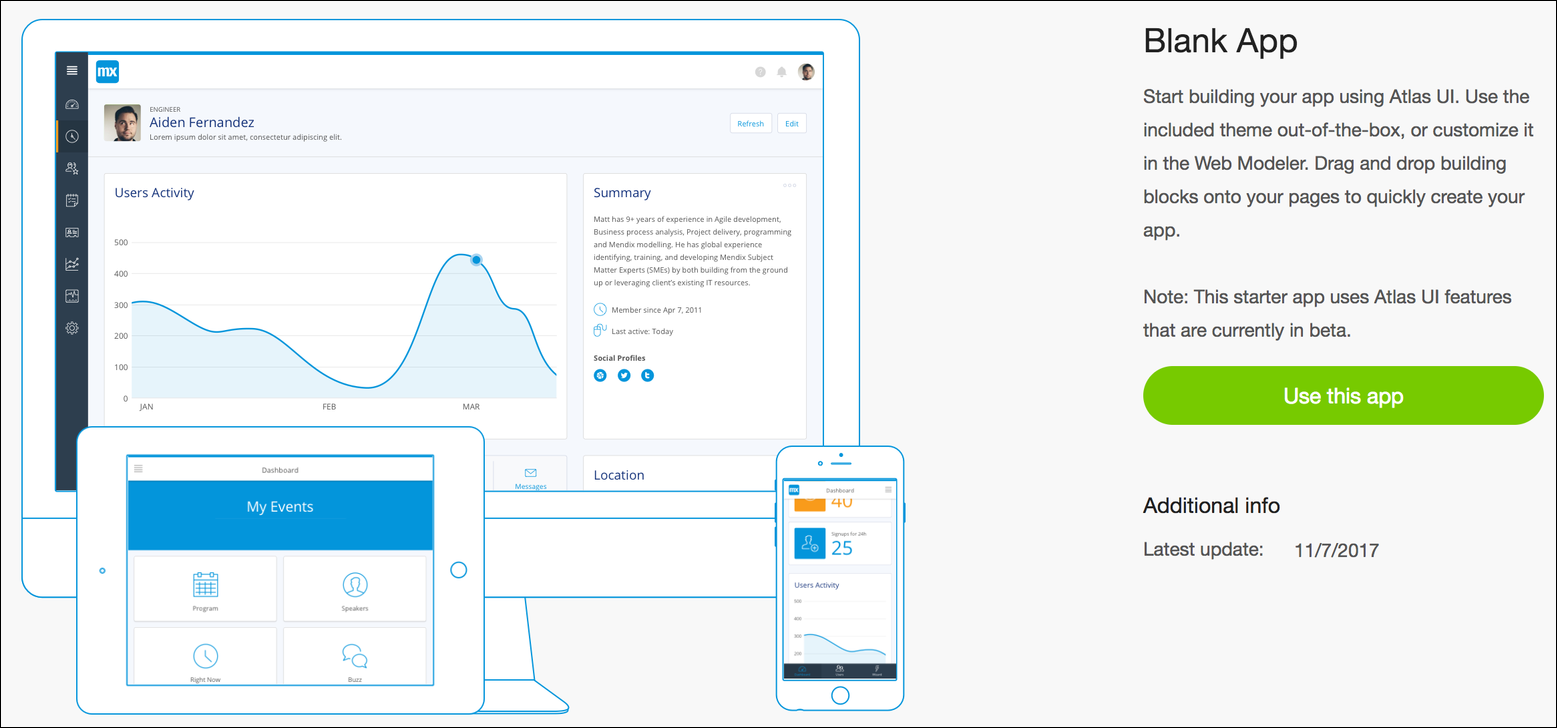 mx
?
ENGINEER
Aiden Fernandez
Lorem ipsum dolor sit amet, consectetur adipiscing elit.
Refresh
Edit
Users Activity
500
400
300
200
100
0
JAN
FEB
MAR
Summary
Matt has 9+ years of experience in Agile development,
Business process analysis, Project delivery, programming
and Mendix modelling. He has global experience
identifying, training, and developing Mendix Subject
Matter Experts (SMEs) by both building from the ground
up or leveraging client's existing IT resources.
Member since Apr 7, 2011
Last active: Today
Social Profiles
Messages
Location
Dashboard
My Events
Program
Speakers
Right Now
Buzz
mx
Dashboard
40
Signups for 24h
25
Users Activity
500
400
300
200
Blank App
Start building your app using Atlas UI. Use the
included theme out-of-the-box, or customize it
in the Web Modeler. Drag and drop building
blocks onto your pages to quickly create your
app.
Note: This starter app uses Atlas UI features
that are currently in beta.
Use this app
Additional info
Latest update: 11/7/2017